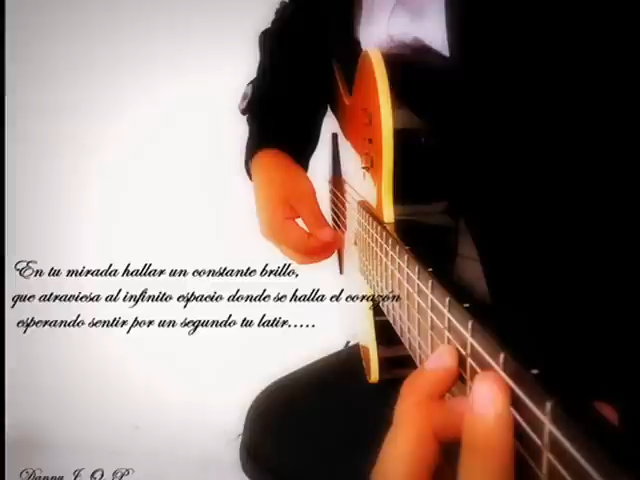 En tu mirada hallar un constante brillo,
que atraviesa al infinito espacio donde se halla el corazón
esperando sentir por un segundo tu latir.....
Danny J. O. P.